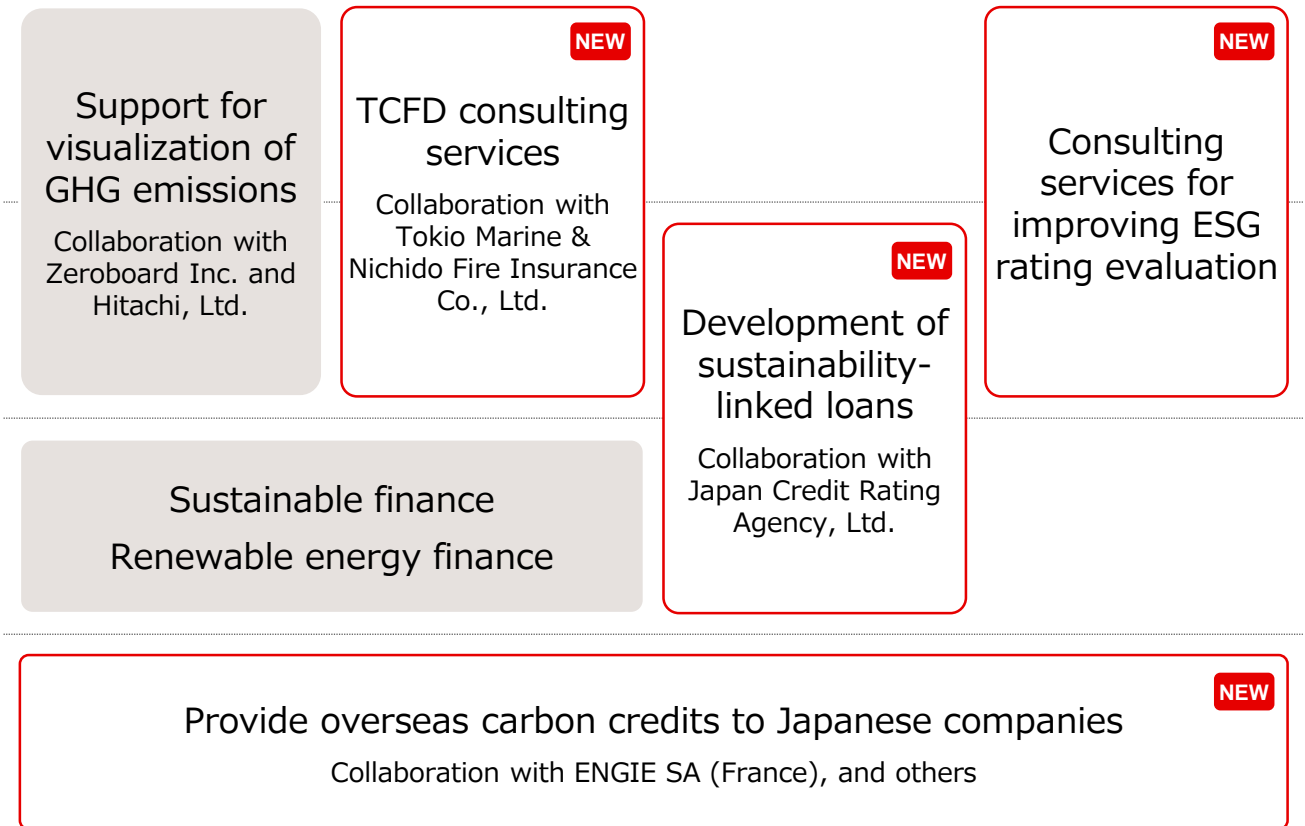 Support for
visualization of
GHG emissions
Collaboration with
Zeroboard Inc. and
Hitachi, Ltd.
NEW
TCFD consulting
services
Collaboration with
Tokio Marine &
Nichido Fire Insurance
Co., Ltd.
NEW
Development of
sustainability-
linked loans
Collaboration with
Japan Credit Rating
Agency, Ltd.
NEW
Consulting
services for
improving ESG
rating evaluation
Sustainable finance
Renewable energy finance
NEW
Provide overseas carbon credits to Japanese companies
Collaboration with ENGIE SA (France), and others